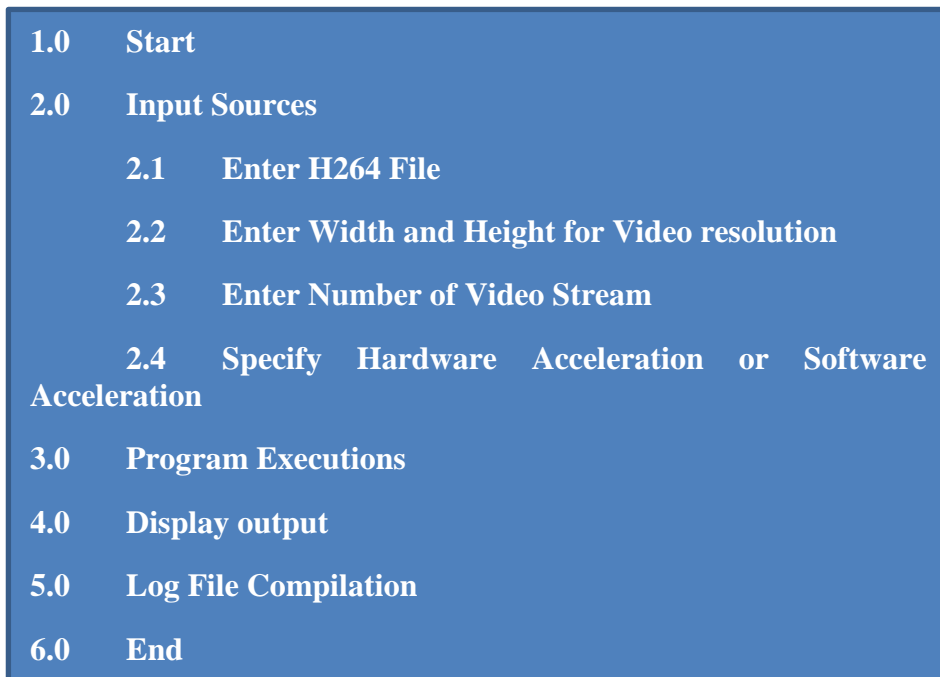 1.0 Start
2.0 Input Sources
2.1 Enter H264 File
2.2 Enter Width and Height for Video resolution
2.3 Enter Number of Video Stream
2.4 Specify Hardware Acceleration or Software
Acceleration
3.0 Program Executions
4.0 Display output
5.0 Log File Compilation
6.0 End